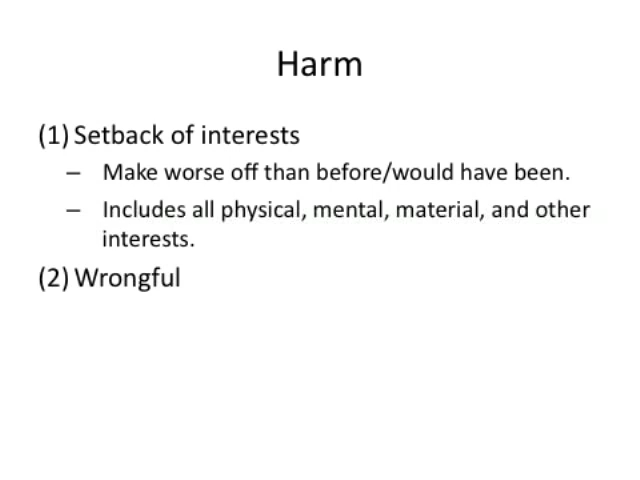 Harm
(1) Setback of interests
– Make worse off than before/would have been.
– Includes all physical, mental, material, and other
interests.
(2) Wrongful